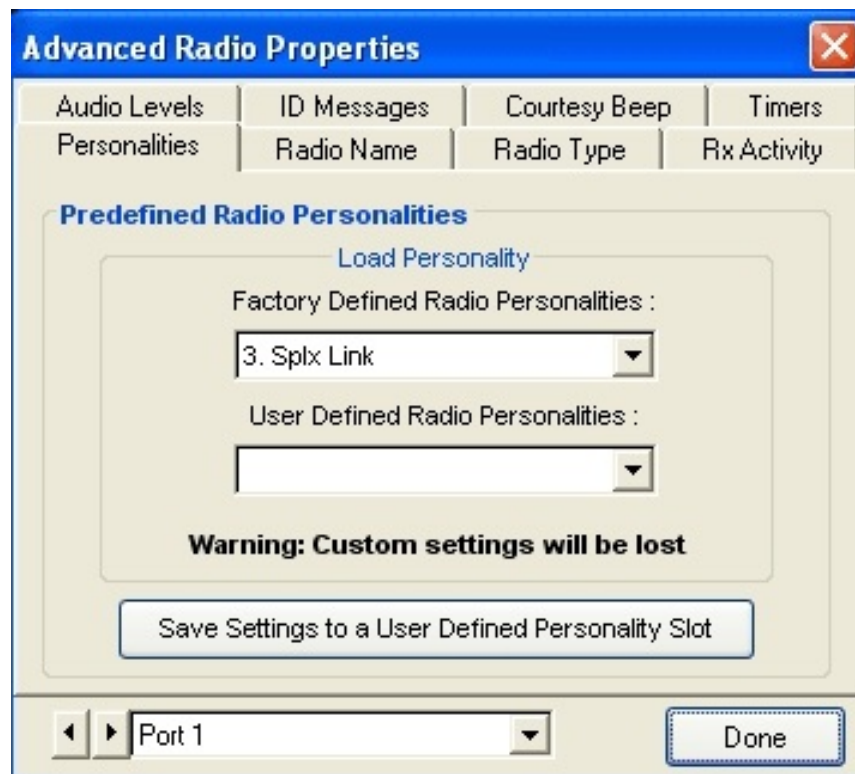 Advanced Radio Properties
Audio Levels ID Messages Courtesy Beep Timers
Personalities Radio Name Radio Type Rx Activity
Predefined Radio Personalities
Load Personality
Factory Defined Radio Personalities :
3. Splx Link
User Defined Radio Personalities :
Warning: Custom settings will be lost
Save Settings to a User Defined Personality Slot
Port 1 Done